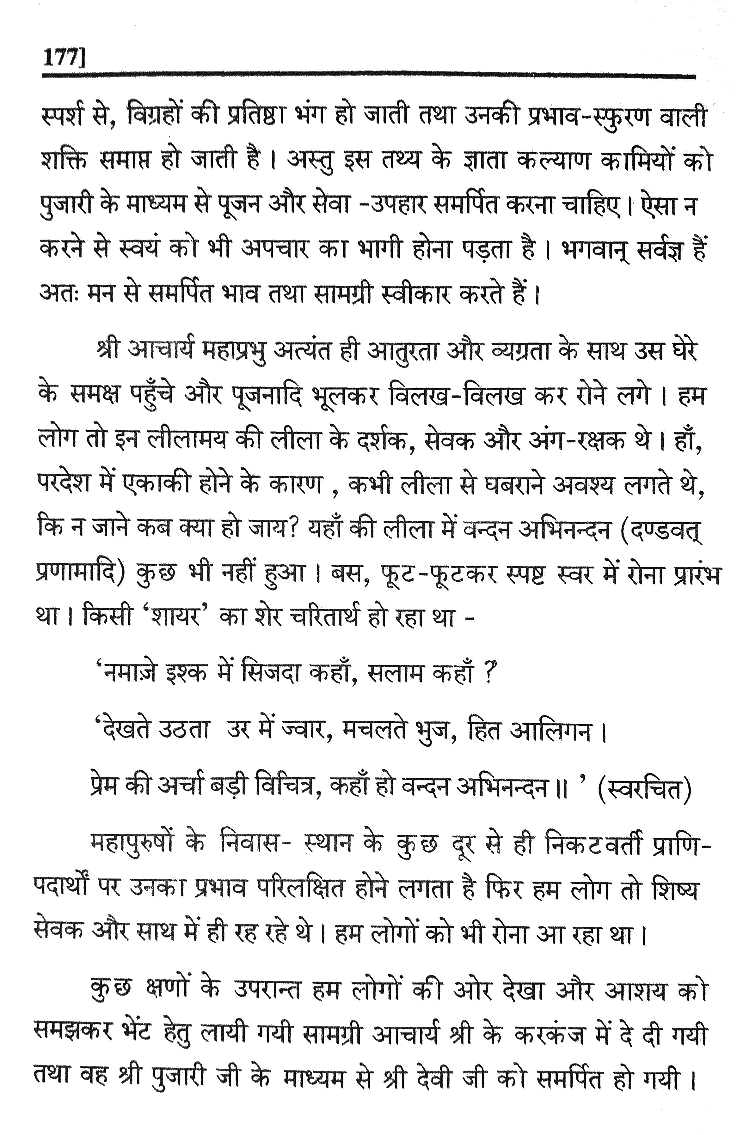 177]
स्पर्श से, विग्रहों की प्रतिष्ठा भंग हो जाती तथा उनकी प्रभाव-स्फुरण वाली
शक्ति समाप्त हो जाती है। अस्तु इस तथ्य के ज्ञाता कल्याण कामियों को
पुजारी के माध्यम से पूजन और सेवा -उपहार समर्पित करना चाहिए। ऐसा न
करने से स्वयं को भी अपचार का भागी होना पड़ता है। भगवान् सर्वज्ञ हैं
अतः मन से समर्पित भाव तथा सामग्री स्वीकार करते हैं।
श्री आचार्य महाप्रभु अत्यंत ही आतुरता और व्यग्रता के साथ उस घेरे
के समक्ष पहुँचे और पूजनादि भूलकर विलख-विलख कर रोने लगे। हम
लोग तो इन लीलामय की लीला के दर्शक, सेवक और अंग-रक्षक थे। हाँ,
परदेश में एकाकी होने के कारण , कभी लीला से घबराने अवश्य लगते थे,
कि न जाने कब क्या हो जाय? यहाँ की लीला में वन्दन अभिनन्दन (दण्डवत्
प्रणामादि) कुछ भी नहीं हुआ। बस, फूट-फूटकर स्पष्ट स्वर में रोना प्रारंभ
था। किसी ‘शायर’ का शेर चरितार्थ हो रहा था -
‘नमाज़े इश्क में सिजदा कहाँ, सलाम कहाँ ?
‘देखते उठता उर में ज्वार, मचलते भुज, हित आलिगन।
प्रेम की अर्चा बड़ी विचित्र, कहाँ हो वन्दन अभिनन्दन॥ ’ (स्वरचित)
महापुरुषों के निवास- स्थान के कुछ दूर से ही निकटवर्ती प्राणि-
पदार्थों पर उनका प्रभाव परिलक्षित होने लगता है फिर हम लोग तो शिष्य
सेवक और साथ में ही रह रहे थे। हम लोगों को भी रोना आ रहा था।
कुछ क्षणों के उपरान्त हम लोगों की ओर देखा और आशय को
समझकर भेंट हेतु लायी गयी सामग्री आचार्य श्री के करकंज में दे दी गयी
तथा वह श्री पुजारी जी के माध्यम से श्री देवी जी को समर्पित हो गयी।